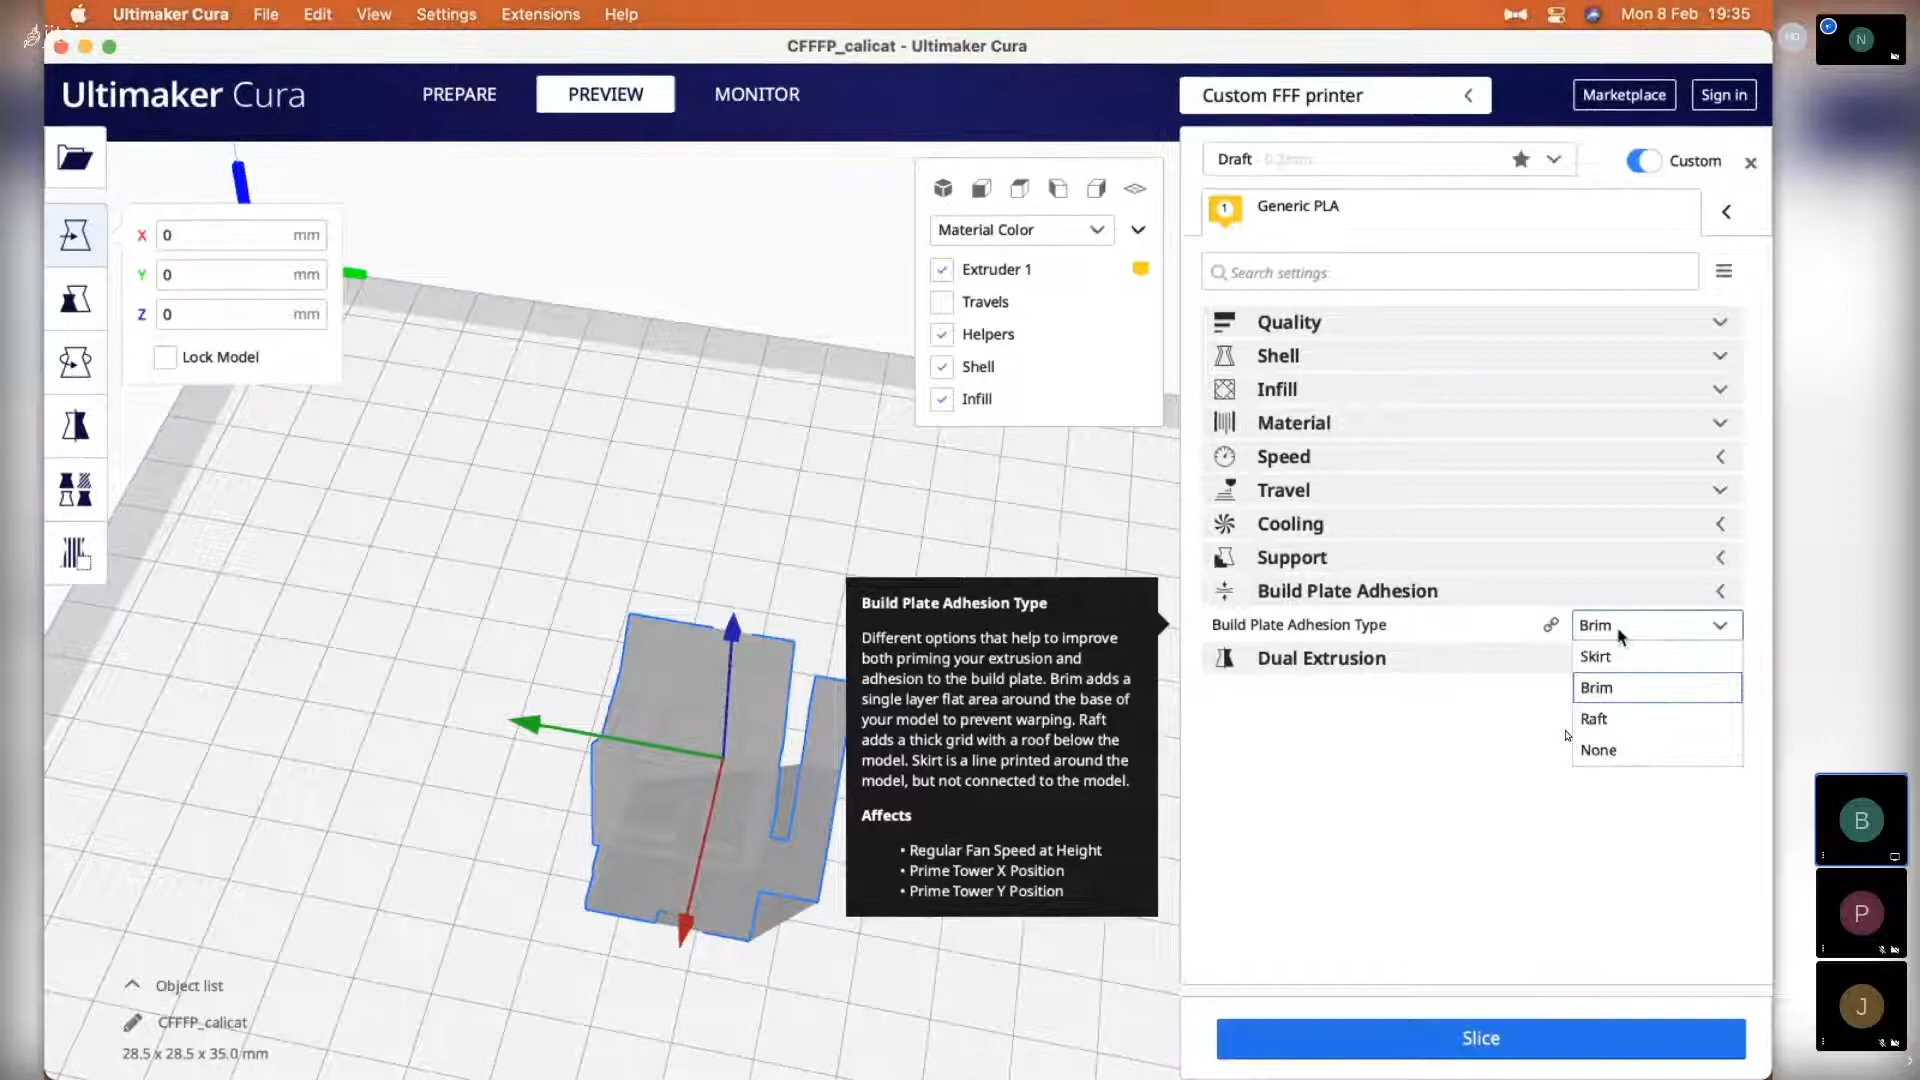 Ultimaker Cura File Edit View Settings Extensions Help Mon 8 Feb 19:35
CFFFP_calicat - Ultimaker Cura
Ultimaker Cura PREPARE PREVIEW MONITOR Custom FFF printer Marketplace Sign in
HO
N
X 0 mm
Y 0 mm
Z 0 mm
Lock Model
Material Color
Extruder 1
Travels
Helpers
Shell
Infill
Draft 0.2mm Custom
1 Generic PLA
Search settings
Quality
Shell
Infill
Material
Speed
Travel
Cooling
Support
Build Plate Adhesion
Build Plate Adhesion Type Brim
Dual Extrusion
Skirt
Brim
Raft
None
Build Plate Adhesion Type
Different options that help to improve
both priming your extrusion and
adhesion to the build plate. Brim adds a
single layer flat area around the base of
your model to prevent warping. Raft
adds a thick grid with a roof below the
model. Skirt is a line printed around the
model, but not connected to the model.
Affects
• Regular Fan Speed at Height
• Prime Tower X Position
• Prime Tower Y Position
Object list
CFFFP_calicat
28.5 x 28.5 x 35.0 mm
Slice
B
P
J